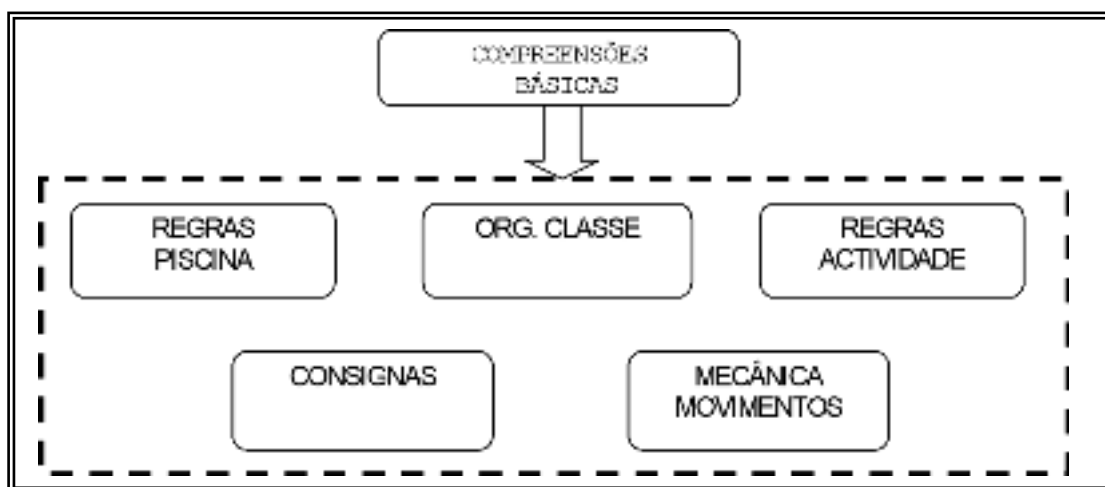 COMPREENSÕES
BÁSICAS
REGRAS
PISCINA
ORG. CLASSE
REGRAS
ACTIVIDADE
CONSIGNAS
MECÂNICA
MOVIMENTOS